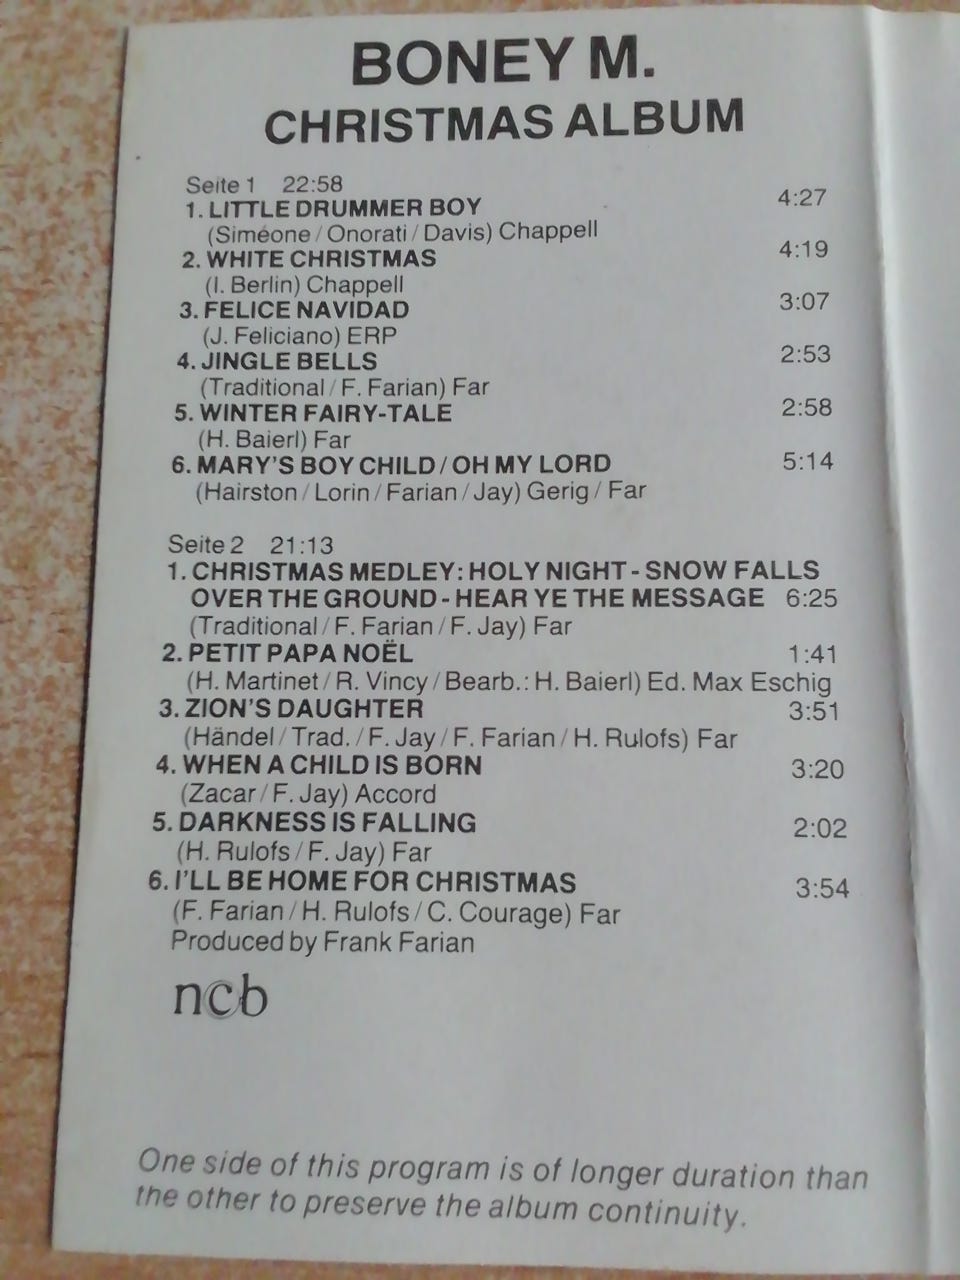 BONEY M.
CHRISTMAS ALBUM
Seite 1 22:58
1. LITTLE DRUMMER BOY 4:27
(Siméone / Onorati / Davis) Chappell
2. WHITE CHRISTMAS 4:19
(I. Berlin) Chappell
3. FELICE NAVIDAD 3:07
(J. Feliciano) ERP
4. JINGLE BELLS 2:53
(Traditional / F. Farian) Far
5. WINTER FAIRY-TALE 2:58
(H. Baierl) Far
6. MARY'S BOY CHILD / OH MY LORD 5:14
(Hairston / Lorin / Farian / Jay) Gerig / Far
Seite 2 21:13
1. CHRISTMAS MEDLEY: HOLY NIGHT - SNOW FALLS
OVER THE GROUND - HEAR YE THE MESSAGE 6:25
(Traditional / F. Farian / F. Jay) Far
2. PETIT PAPA NOËL 1:41
(H. Martinet / R. Vincy / Bearb.: H. Baierl) Ed. Max Eschig
3. ZION'S DAUGHTER 3:51
(Händel / Trad. / F. Jay / F. Farian / H. Rulofs) Far
4. WHEN A CHILD IS BORN 3:20
(Zacar / F. Jay) Accord
5. DARKNESS IS FALLING 2:02
(H. Rulofs / F. Jay) Far
6. I'LL BE HOME FOR CHRISTMAS 3:54
(F. Farian / H. Rulofs / C. Courage) Far
Produced by Frank Farian
ncb
One side of this program is of longer duration than
the other to preserve the album continuity.